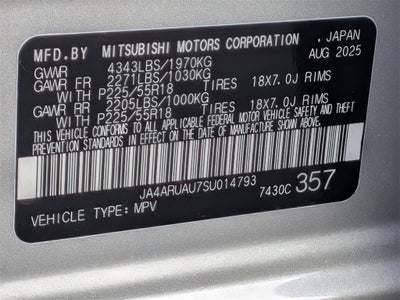 MFD.BY MITSUBISHI MOTORS CORPORATION , JAPAN
GVWR 4343LBS/1970KG AUG 2025
GAWR FR 2271LBS/1030KG
WITH P225/55R18 TIRES 18X7.0J RIMS
GAWR RR 2205LBS/1000KG
WITH P225/55R18 TIRES 18X7.0J RIMS
THIS VEHICLE CONFORMS TO ALL APPLICABLE FEDERAL MOTOR VEHICLE SAFETY AND THEFT
PREVENTION STANDARDS IN EFFECT ON THE DATE OF MANUFACTURE SHOWN ABOVE.
JA4ARUAU7SU014793
VEHICLE TYPE: MPV 7430C 357